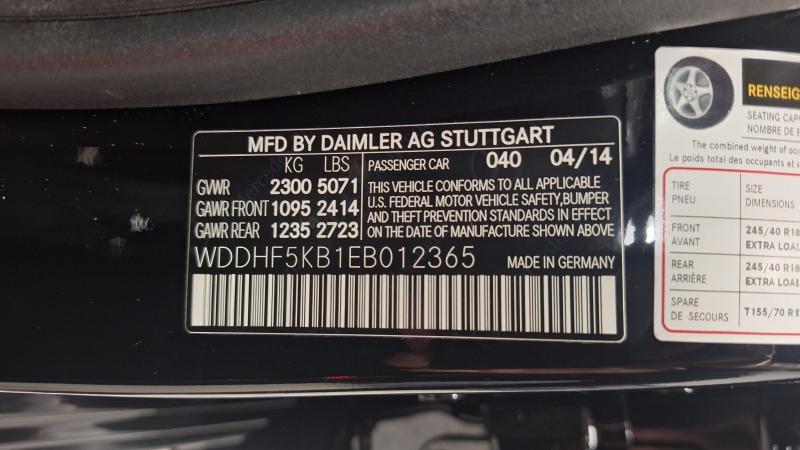 MFD BY DAIMLER AG STUTTGART
KG LBS
PASSENGER CAR 040 04/14
GVWR 2300 5071
GAWR FRONT 1095 2414
GAWR REAR 1235 2723
THIS VEHICLE CONFORMS TO ALL APPLICABLE
U.S. FEDERAL MOTOR VEHICLE SAFETY,BUMPER
AND THEFT PREVENTION STANDARDS IN EFFECT
ON THE DATE OF MANUFACTURE SHOWN ABOVE
WDDHF5KB1EB012365
MADE IN GERMANY
RENSEIG
SEATING CAP
NOMBRE DE
The combined weight of occ
Le poids total des occupants et
TIRE
PNEU
SIZE
DIMENSIONS
FRONT
AVANT
245/40 R18
EXTRA LOA
REAR
ARRIÈRE
245/40 R18
EXTRA LOA
SPARE
DE SECOURS
T155/70 R1